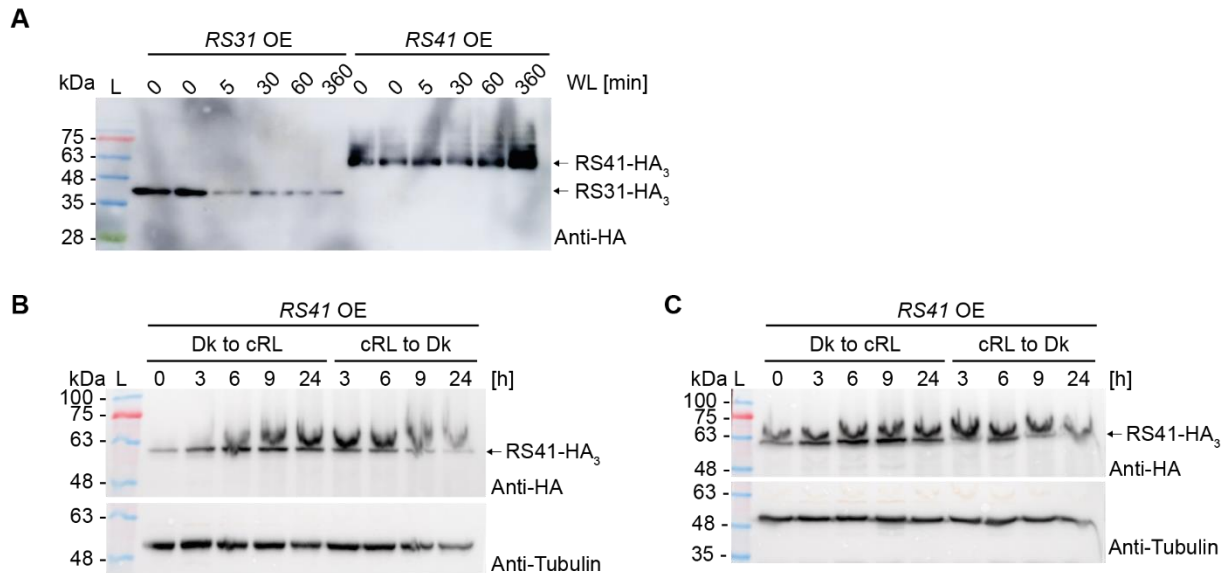 A
RS31 OE RS41 OE
kDa L 0 0 5 30 60 360 0 0 5 30 60 360 WL [min]
75 -
63 -
48 -
35 -
28 -
← RS41-HA3
← RS31-HA3
Anti-HA
B
RS41 OE
Dk to cRL cRL to Dk
kDa L 0 3 6 9 24 3 6 9 24 [h]
100 -
75 -
63 -
48 -
← RS41-HA3
Anti-HA
63 -
48 -
Anti-Tubulin
C
RS41 OE
Dk to cRL cRL to Dk
kDa L 0 3 6 9 24 3 6 9 24 [h]
100 -
75 -
63 -
48 -
← RS41-HA3
Anti-HA
63 -
48 -
35 -
Anti-Tubulin